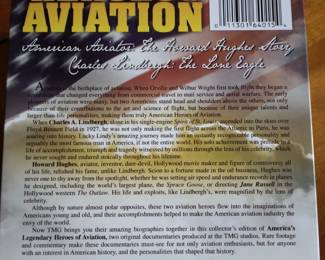 AVIATION
6 11301 64015
American Aviator: The Howard Hughes Story
Charles Lindbergh: The Lone Eagle
is the birthplace of aviation. When Orville and Wilbur Wright first took flight they began a
that changed everything from commercial travel to mail service and aerial warfare. The early
pioneers of aviation were many, but two Americans stand head and shoulders above the others, not only
because of their contributions to the art and science of flight, but because of their unique talents and
larger than life personalities, making them true American Heroes of Aviation.
When Charles A. Lindbergh, alone in his single-engine Spirit of St. Louis, ascended into the skies over
Floyd Bennett Field in 1927, he was not only making the first flight across the Atlantic, he was
winning international fame. Lucky Lindy's amazing journey made him an instantly recognizable personality and
arguably the most famous man in America, if not the entire world. His solo achievement was prelude to a
life of accomplishment, triumph and tragedy witnessed by millions through the lens of celebrity, which
he never sought and endured stoically throughout his lifetime.
Howard Hughes, aviator, inventor, dare-devil, Hollywood movie maker and figure of controversy all
of his life, relished his fame, unlike Lindbergh. Scion to a fortune made in the oil business, Hughes was
never one to shy away from the spotlight, whether he was setting air speed and endurance records in planes
he designed, including the world's largest plane, the Spruce Goose, or directing Jane Russell in the
Hollywood western The Outlaw. His life and exploits, like Lindbergh's, were magnified by the lens of
celebrity.
Although by nature almost polar opposites, these two aviation heroes flew into the imaginations of
Americans young and old, and their accomplishments helped to make the American aviation industry the
envy of the world.
Now TMG brings you their amazing biographies together in this collector's edition of America's
Legendary Heroes of Aviation, two original documentaries produced at the TMG studios. Rare footage
and commentary make these documentaries must-see for not only aviation enthusiasts, but for anyone with
an interest in American history, and the personalities that shaped that history.